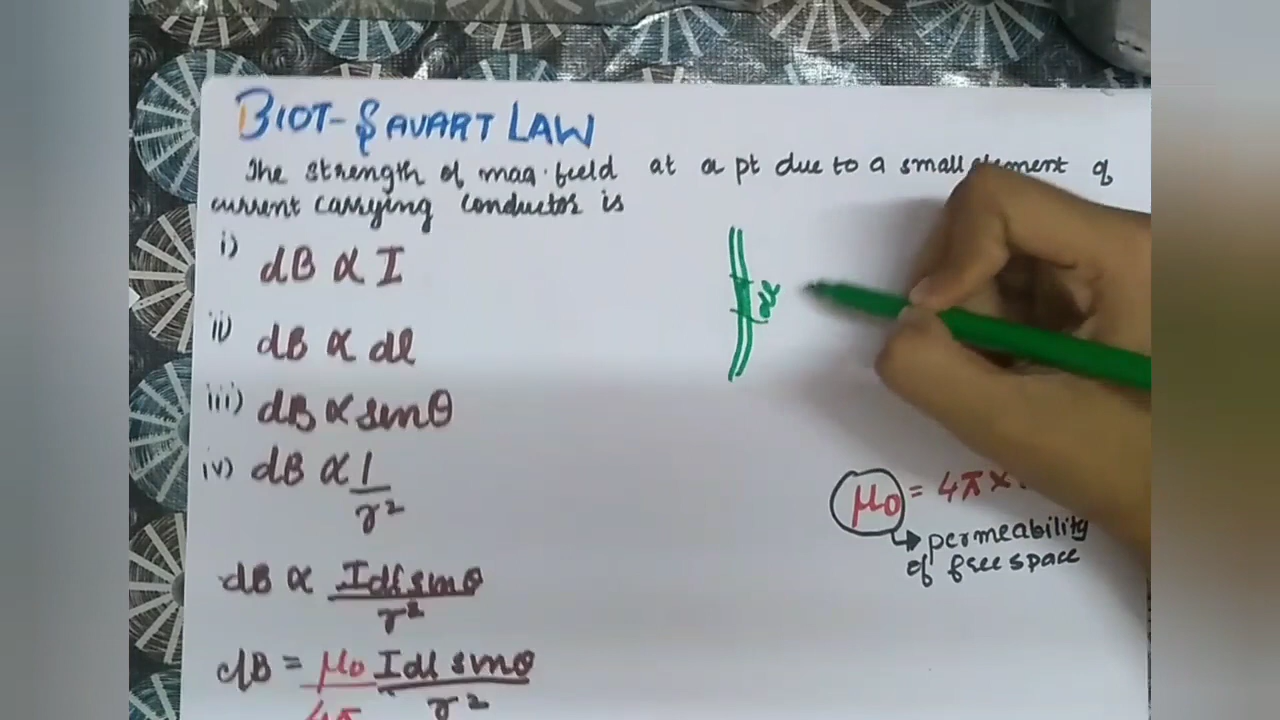 BIOT-SAVART LAW
The strength of mag. field at a pt due to a small element of
current carrying conductor is
i) dB ∝ I
ii) dB ∝ dl
iii) dB ∝ sinθ
iv) dB ∝ 1/r²
dB ∝ Idl sinθ/r²
dB = μ₀/4π Idl sinθ/r²
dl
μ₀ = 4π ×
permeability
of free space